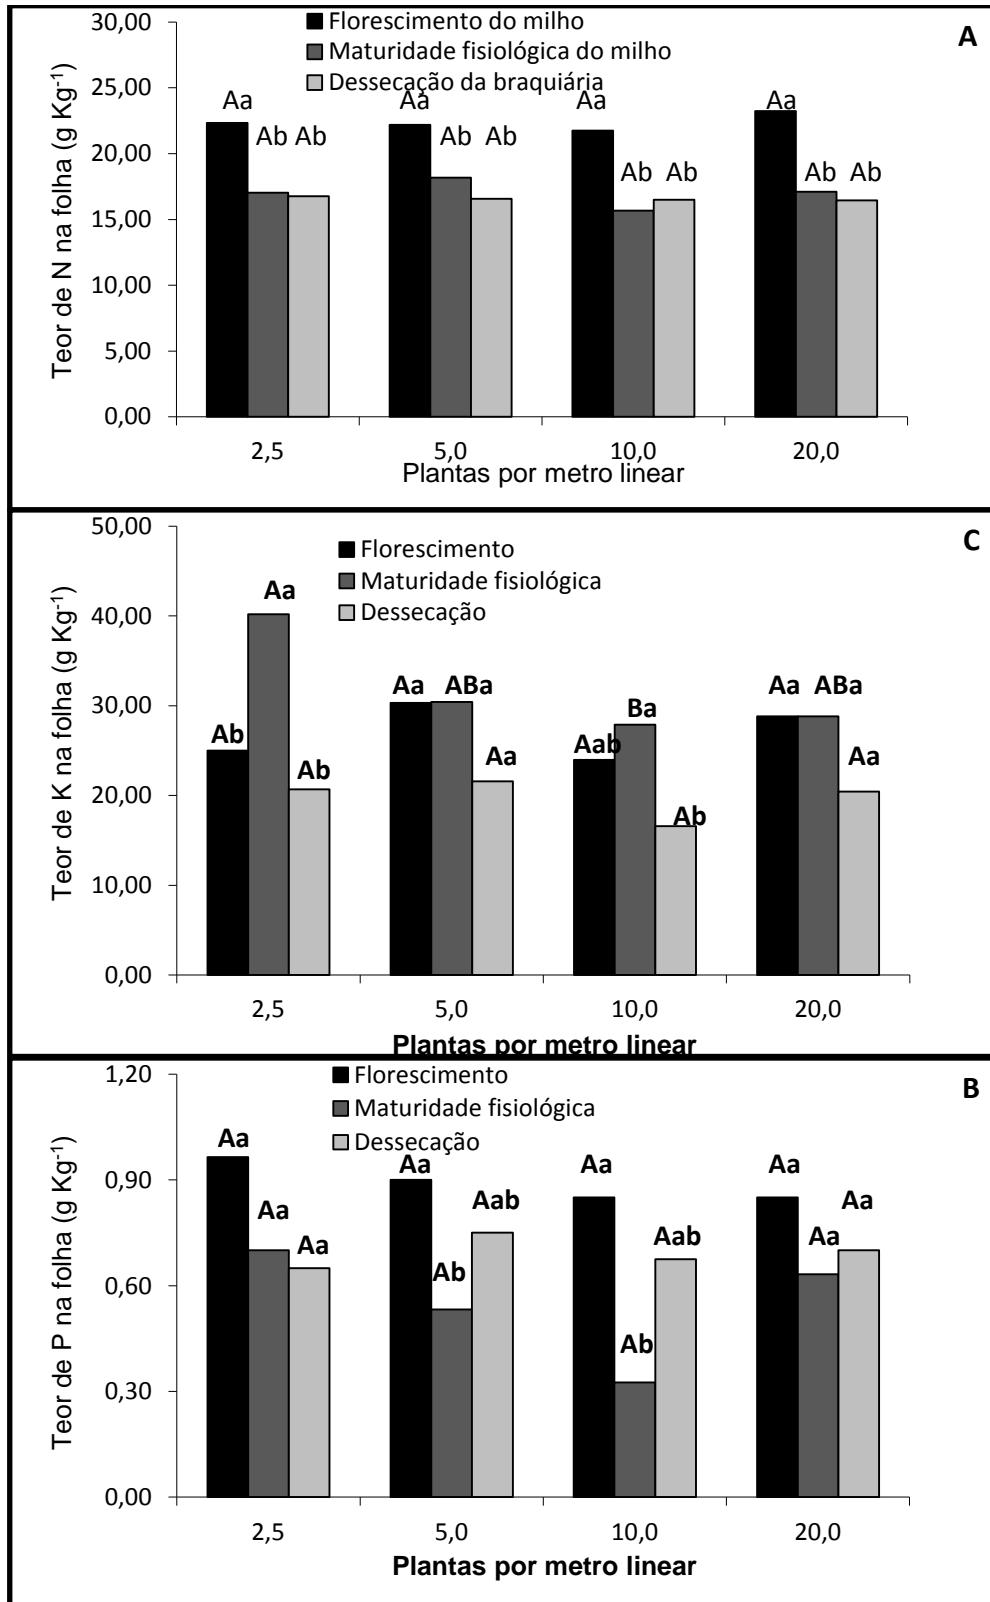 A
Florescimento do milho
Maturidade fisiológica do milho
Dessecação da braquiária
Teor de N na folha (g Kg-1)
30,00
25,00
20,00
15,00
10,00
5,00
0,00
Aa Ab Ab Aa Ab Ab Aa Ab Ab Aa Ab Ab
2,5 5,0 10,0 20,0
Plantas por metro linear
C
Florescimento
Maturidade fisiológica
Dessecação
Teor de K na folha (g Kg-1)
50,00
40,00
30,00
20,00
10,00
0,00
Ab Aa Ab Aa ABa Aa Aab Ba Ab Aa ABa Aa
2,5 5,0 10,0 20,0
Plantas por metro linear
B
Florescimento
Maturidade fisiológica
Dessecação
Teor de P na folha (g Kg-1)
1,20
0,90
0,60
0,30
0,00
Aa Aa Aa Aa Ab Aab Aa Ab Aab Aa Aa Aa
2,5 5,0 10,0 20,0
Plantas por metro linear